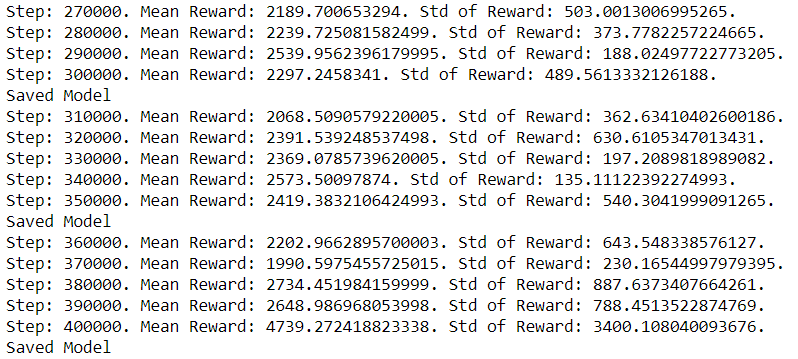 Step: 270000. Mean Reward: 2189.700653294. Std of Reward: 503.0013006995265.
Step: 280000. Mean Reward: 2239.725081582499. Std of Reward: 373.7782257224665.
Step: 290000. Mean Reward: 2539.9562396179995. Std of Reward: 188.02497722773205.
Step: 300000. Mean Reward: 2297.2458341. Std of Reward: 489.5613332126188.
Saved Model
Step: 310000. Mean Reward: 2068.5090579220005. Std of Reward: 362.63410402600186.
Step: 320000. Mean Reward: 2391.539248537498. Std of Reward: 630.6105347013431.
Step: 330000. Mean Reward: 2369.0785739620005. Std of Reward: 197.2089818989082.
Step: 340000. Mean Reward: 2573.50097874. Std of Reward: 135.11122392274993.
Step: 350000. Mean Reward: 2419.3832106424993. Std of Reward: 540.3041999091265.
Saved Model
Step: 360000. Mean Reward: 2202.9662895700003. Std of Reward: 643.548338576127.
Step: 370000. Mean Reward: 1990.5975455725015. Std of Reward: 230.16544997979395.
Step: 380000. Mean Reward: 2734.451984159999. Std of Reward: 887.6373407664261.
Step: 390000. Mean Reward: 2648.986968053998. Std of Reward: 788.4513522874769.
Step: 400000. Mean Reward: 4739.272418823338. Std of Reward: 3400.108040093676.
Saved Model